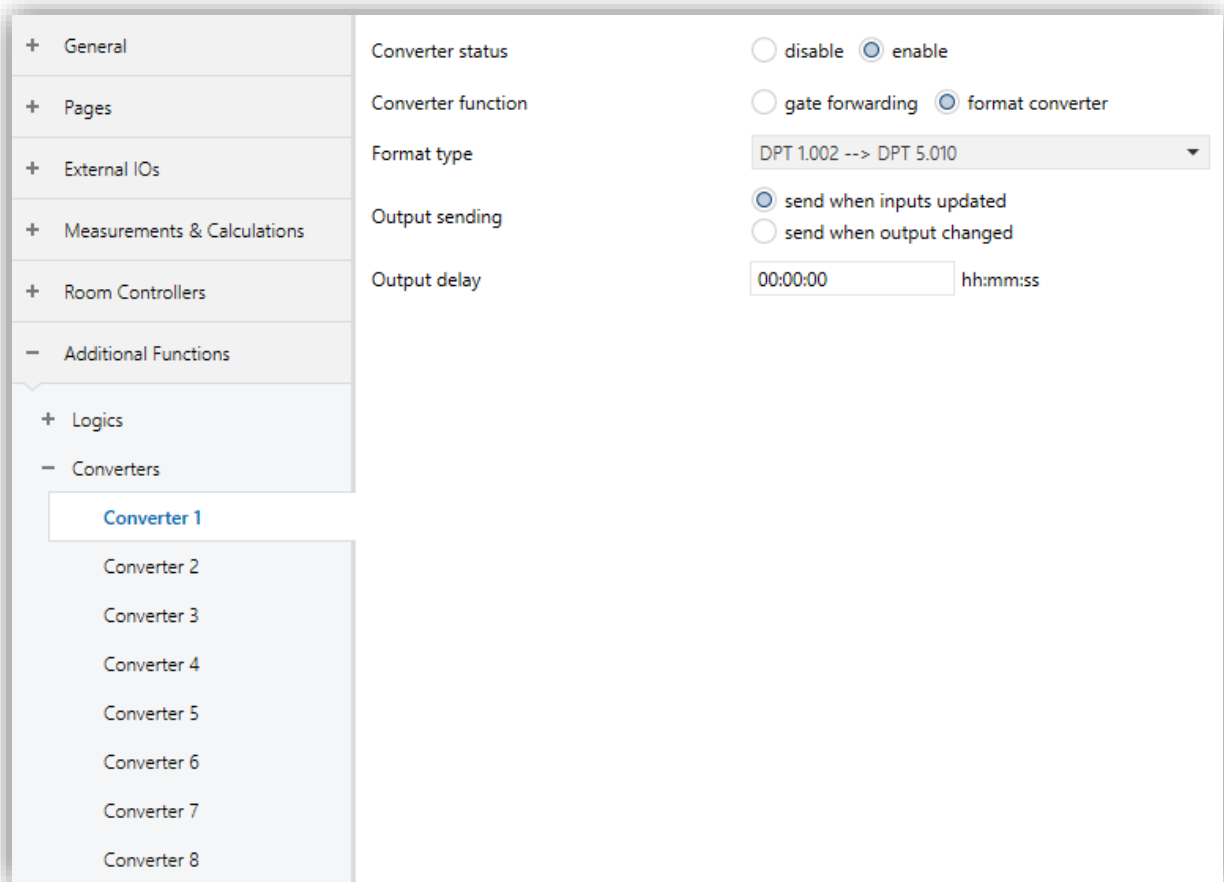 + General
+ Pages
+ External IOs
+ Measurements & Calculations
+ Room Controllers
− Additional Functions
+ Logics
− Converters
Converter 1
Converter 2
Converter 3
Converter 4
Converter 5
Converter 6
Converter 7
Converter 8
Converter status disable enable
Converter function gate forwarding format converter
Format type DPT 1.002 --> DPT 5.010
Output sending send when inputs updated
send when output changed
Output delay 00:00:00 hh:mm:ss